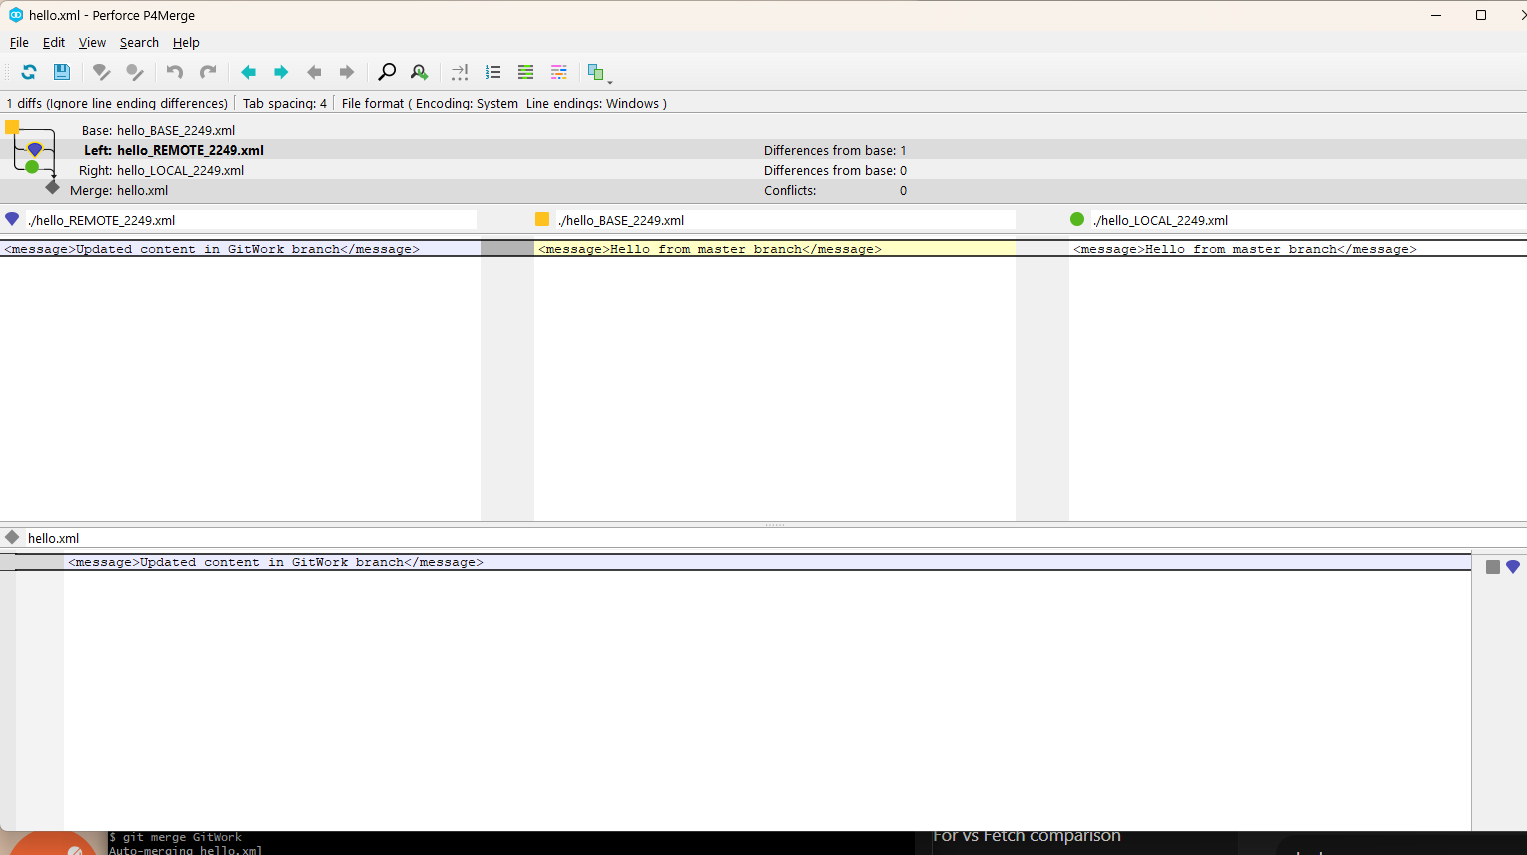 hello.xml - Perforce P4Merge
File Edit View Search Help
1 diffs (Ignore line ending differences) Tab spacing: 4 File format ( Encoding: System Line endings: Windows )
Base: hello_BASE_2249.xml
Left: hello_REMOTE_2249.xml Differences from base: 1
Right: hello_LOCAL_2249.xml Differences from base: 0
Merge: hello.xml Conflicts: 0
./hello_REMOTE_2249.xml ./hello_BASE_2249.xml ./hello_LOCAL_2249.xml
<message>Updated content in GitWork branch</message> <message>Hello from master branch</message> <message>Hello from master branch</message>
hello.xml
<message>Updated content in GitWork branch</message>
$ git merge GitWork
Auto-merging hello.xml
For vs Fetch comparison